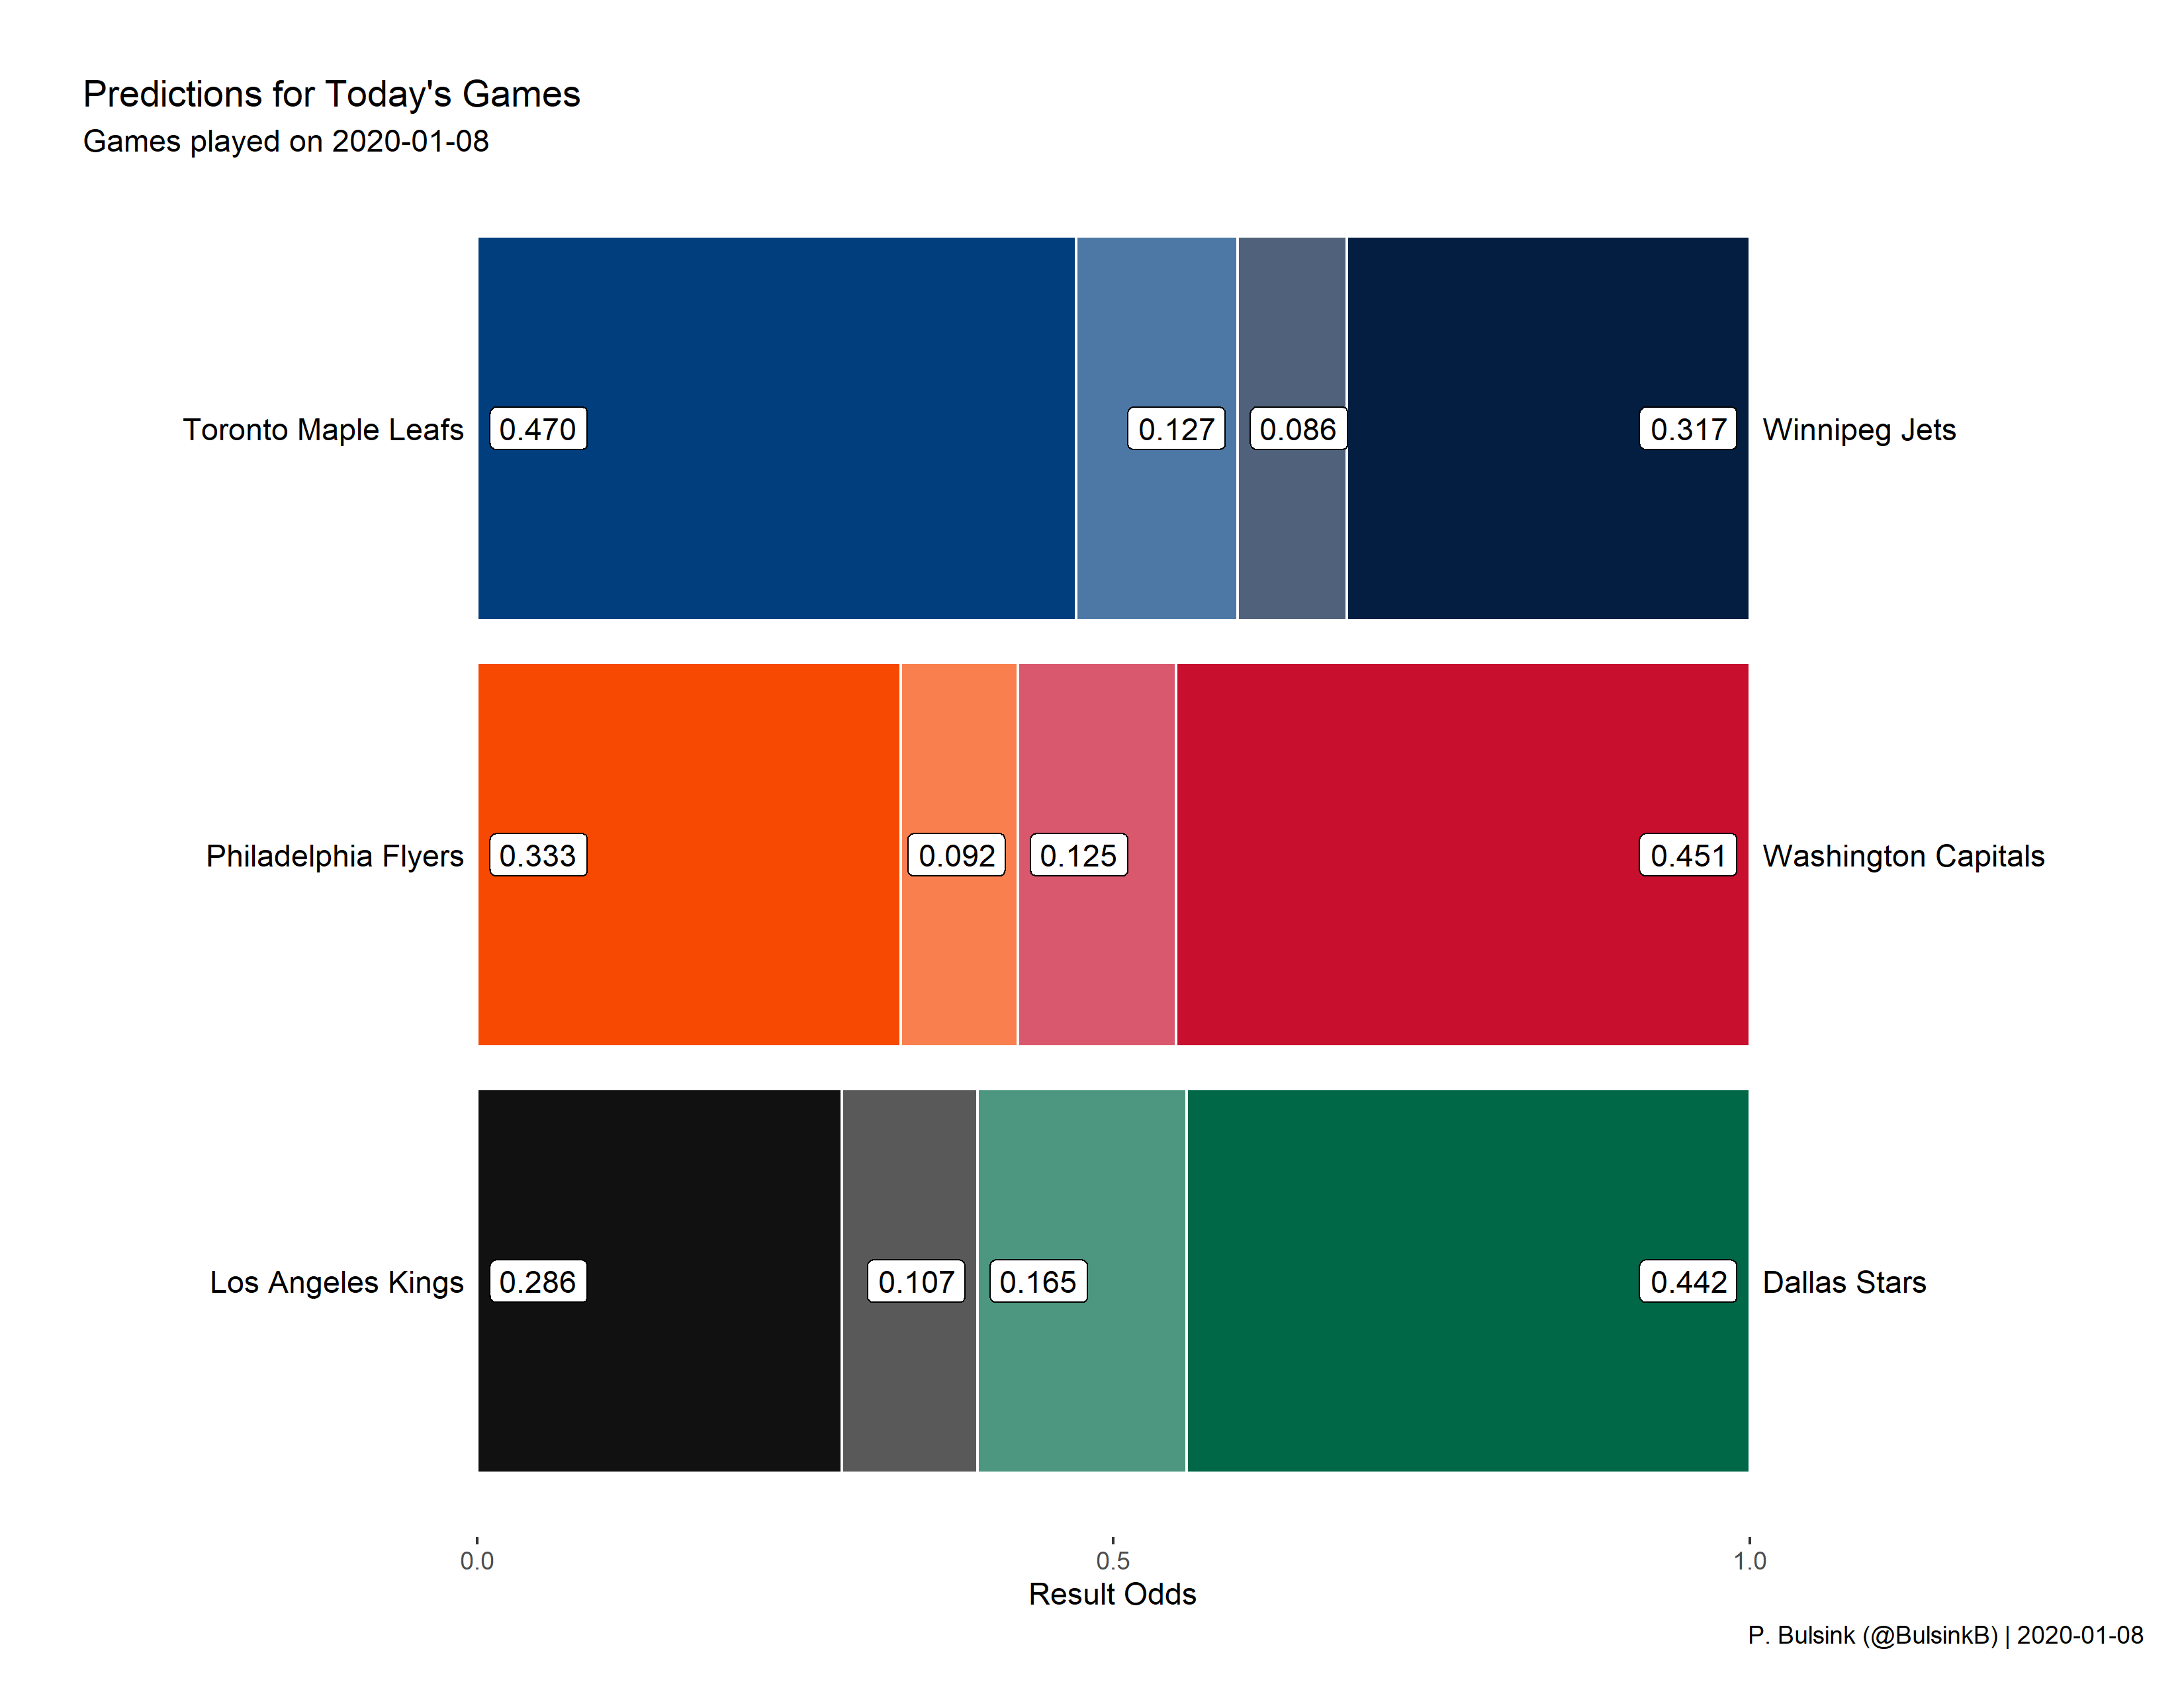 Predictions for Today's Games
Games played on 2020-01-08
Toronto Maple Leafs 0.470 0.127 0.086 0.317 Winnipeg Jets
Philadelphia Flyers 0.333 0.092 0.125 0.451 Washington Capitals
Los Angeles Kings 0.286 0.107 0.165 0.442 Dallas Stars
0.0 0.5 1.0
Result Odds
P. Bulsink (@BulsinkB) | 2020-01-08